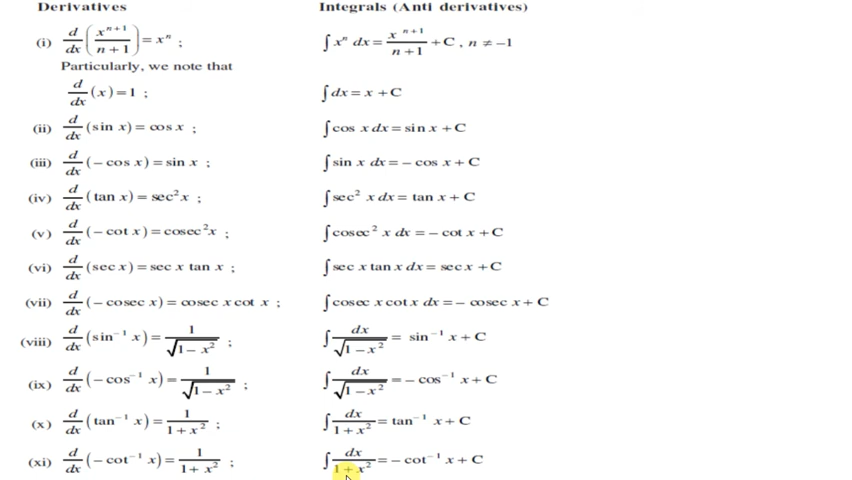 Derivatives Integrals (Anti derivatives)
(i) d/dx (x^(n+1)/(n+1)) = x^n ; ∫ x^n dx = x^(n+1)/(n+1) + C , n ≠ −1
Particularly, we note that
d/dx (x) = 1 ; ∫ dx = x + C
(ii) d/dx (sin x) = cos x ; ∫ cos x dx = sin x + C
(iii) d/dx (− cos x) = sin x ; ∫ sin x dx = − cos x + C
(iv) d/dx (tan x) = sec² x ; ∫ sec² x dx = tan x + C
(v) d/dx (− cot x) = cosec² x ; ∫ cosec² x dx = − cot x + C
(vi) d/dx (sec x) = sec x tan x ; ∫ sec x tan x dx = sec x + C
(vii) d/dx (− cosec x) = cosec x cot x ; ∫ cosec x cot x dx = − cosec x + C
(viii) d/dx (sin⁻¹ x) = 1/√(1 − x²) ; ∫ dx/√(1 − x²) = sin⁻¹ x + C
(ix) d/dx (− cos⁻¹ x) = 1/√(1 − x²) ; ∫ dx/√(1 − x²) = − cos⁻¹ x + C
(x) d/dx (tan⁻¹ x) = 1/(1 + x²) ; ∫ dx/(1 + x²) = tan⁻¹ x + C
(xi) d/dx (− cot⁻¹ x) = 1/(1 + x²) ; ∫ dx/(1 + x²) = − cot⁻¹ x + C